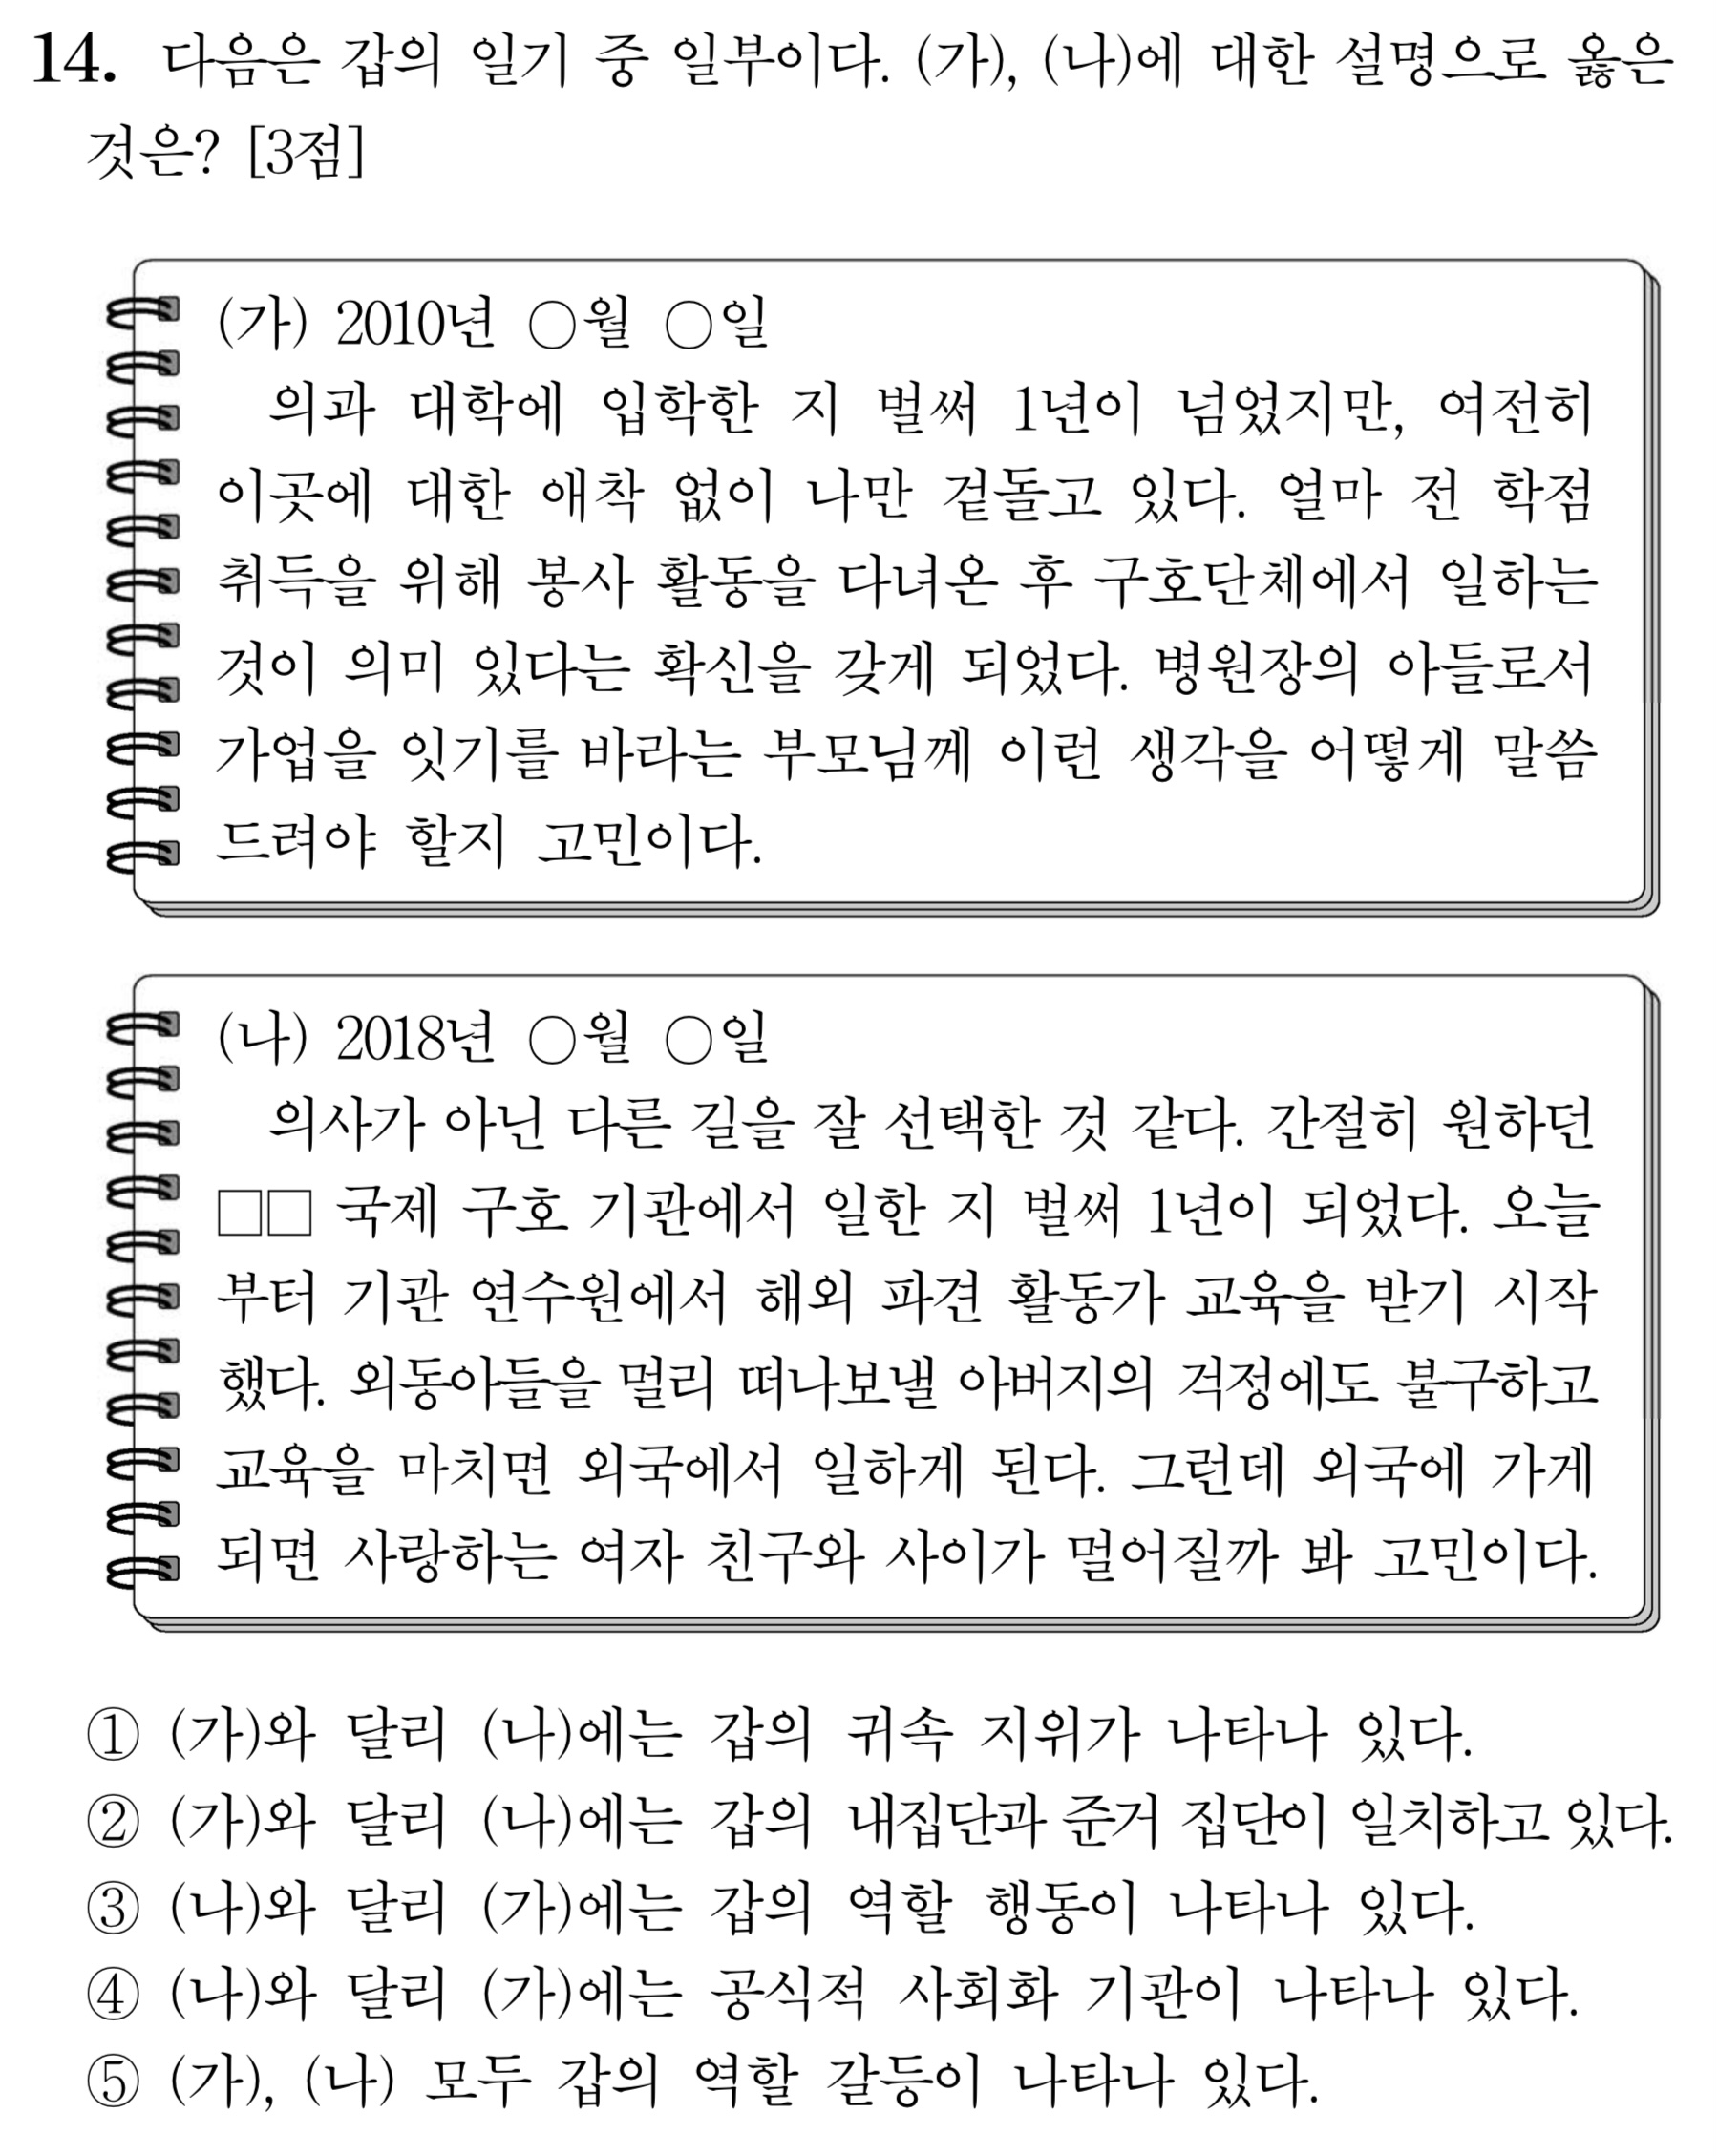 14. 다음은 갑의 일기 중 일부이다. (가), (나)에 대한 설명으로 옳은
것은? [3점]
(가) 2010년 ○월 ○일
의과 대학에 입학한 지 벌써 1년이 넘었지만, 여전히
이곳에 대한 애착 없이 나만 겉돌고 있다. 얼마 전 학점
취득을 위해 봉사 활동을 다녀온 후 구호단체에서 일하는
것이 의미 있다는 확신을 갖게 되었다. 병원장의 아들로서
가업을 잇기를 바라는 부모님께 이런 생각을 어떻게 말씀
드려야 할지 고민이다.
(나) 2018년 ○월 ○일
의사가 아닌 다른 길을 잘 선택한 것 같다. 간절히 원하던
□□ 국제 구호 기관에서 일한 지 벌써 1년이 되었다. 오늘
부터 기관 연수원에서 해외 파견 활동가 교육을 받기 시작
했다. 외동아들을 멀리 떠나보낼 아버지의 걱정에도 불구하고
교육을 마치면 외국에서 일하게 된다. 그런데 외국에 가게
되면 사랑하는 여자 친구와 사이가 멀어질까 봐 고민이다.
① (가)와 달리 (나)에는 갑의 귀속 지위가 나타나 있다.
② (가)와 달리 (나)에는 갑의 내집단과 준거 집단이 일치하고 있다.
③ (나)와 달리 (가)에는 갑의 역할 행동이 나타나 있다.
④ (나)와 달리 (가)에는 공식적 사회화 기관이 나타나 있다.
⑤ (가), (나) 모두 갑의 역할 갈등이 나타나 있다.